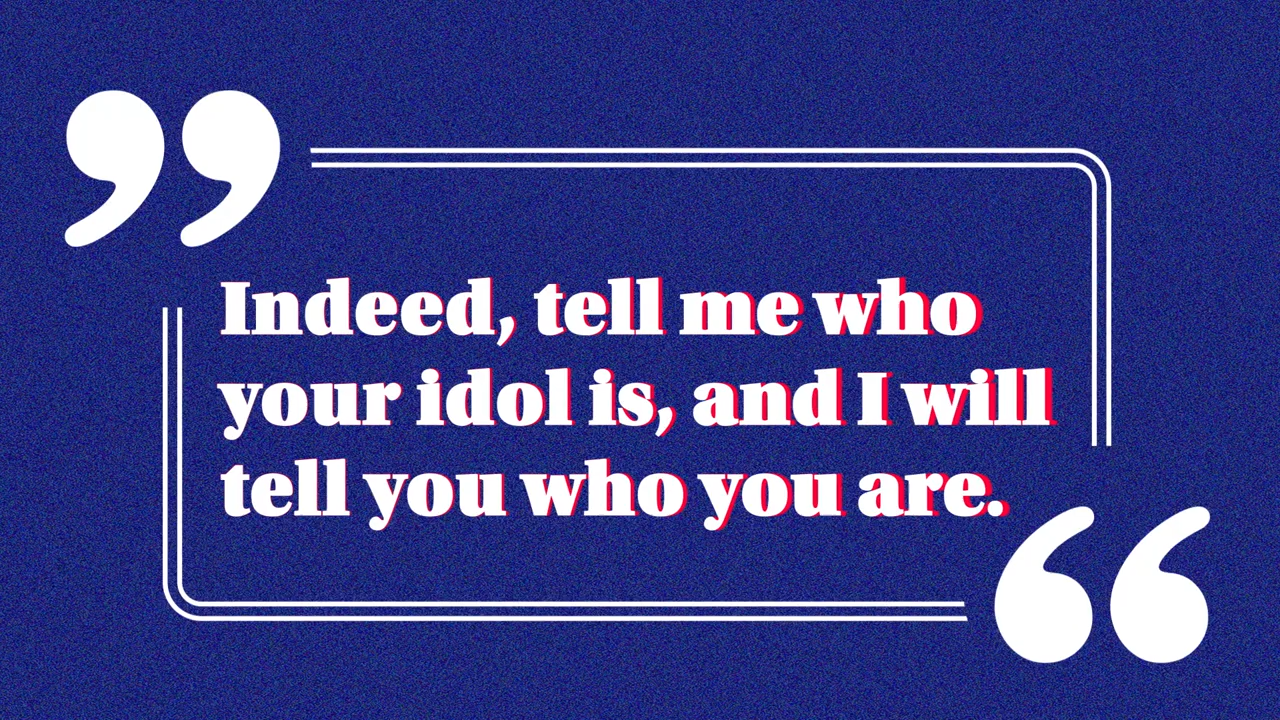 Indeed, tell me who
your idol is, and I will
tell you who you are.